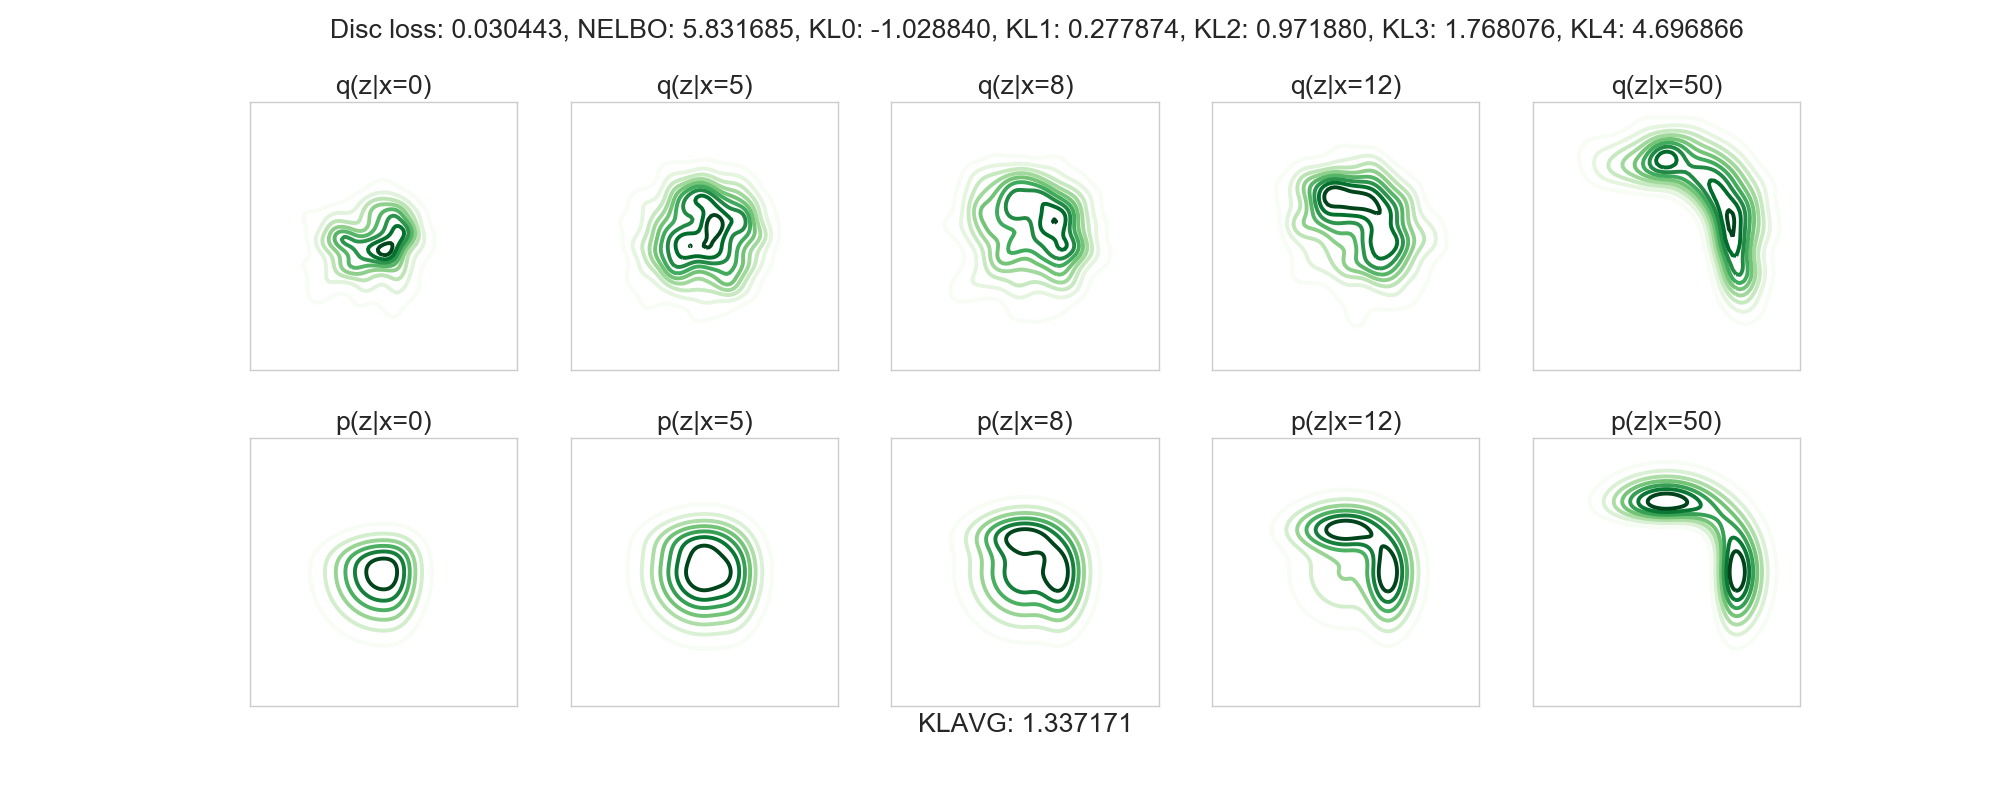 Disc loss: 0.030443, NELBO: 5.831685, KL0: -1.028840, KL1: 0.277874, KL2: 0.971880, KL3: 1.768076, KL4: 4.696866
q(z|x=0)
q(z|x=5)
q(z|x=8)
q(z|x=12)
q(z|x=50)
p(z|x=0)
p(z|x=5)
p(z|x=8)
p(z|x=12)
p(z|x=50)
KLAVG: 1.337171